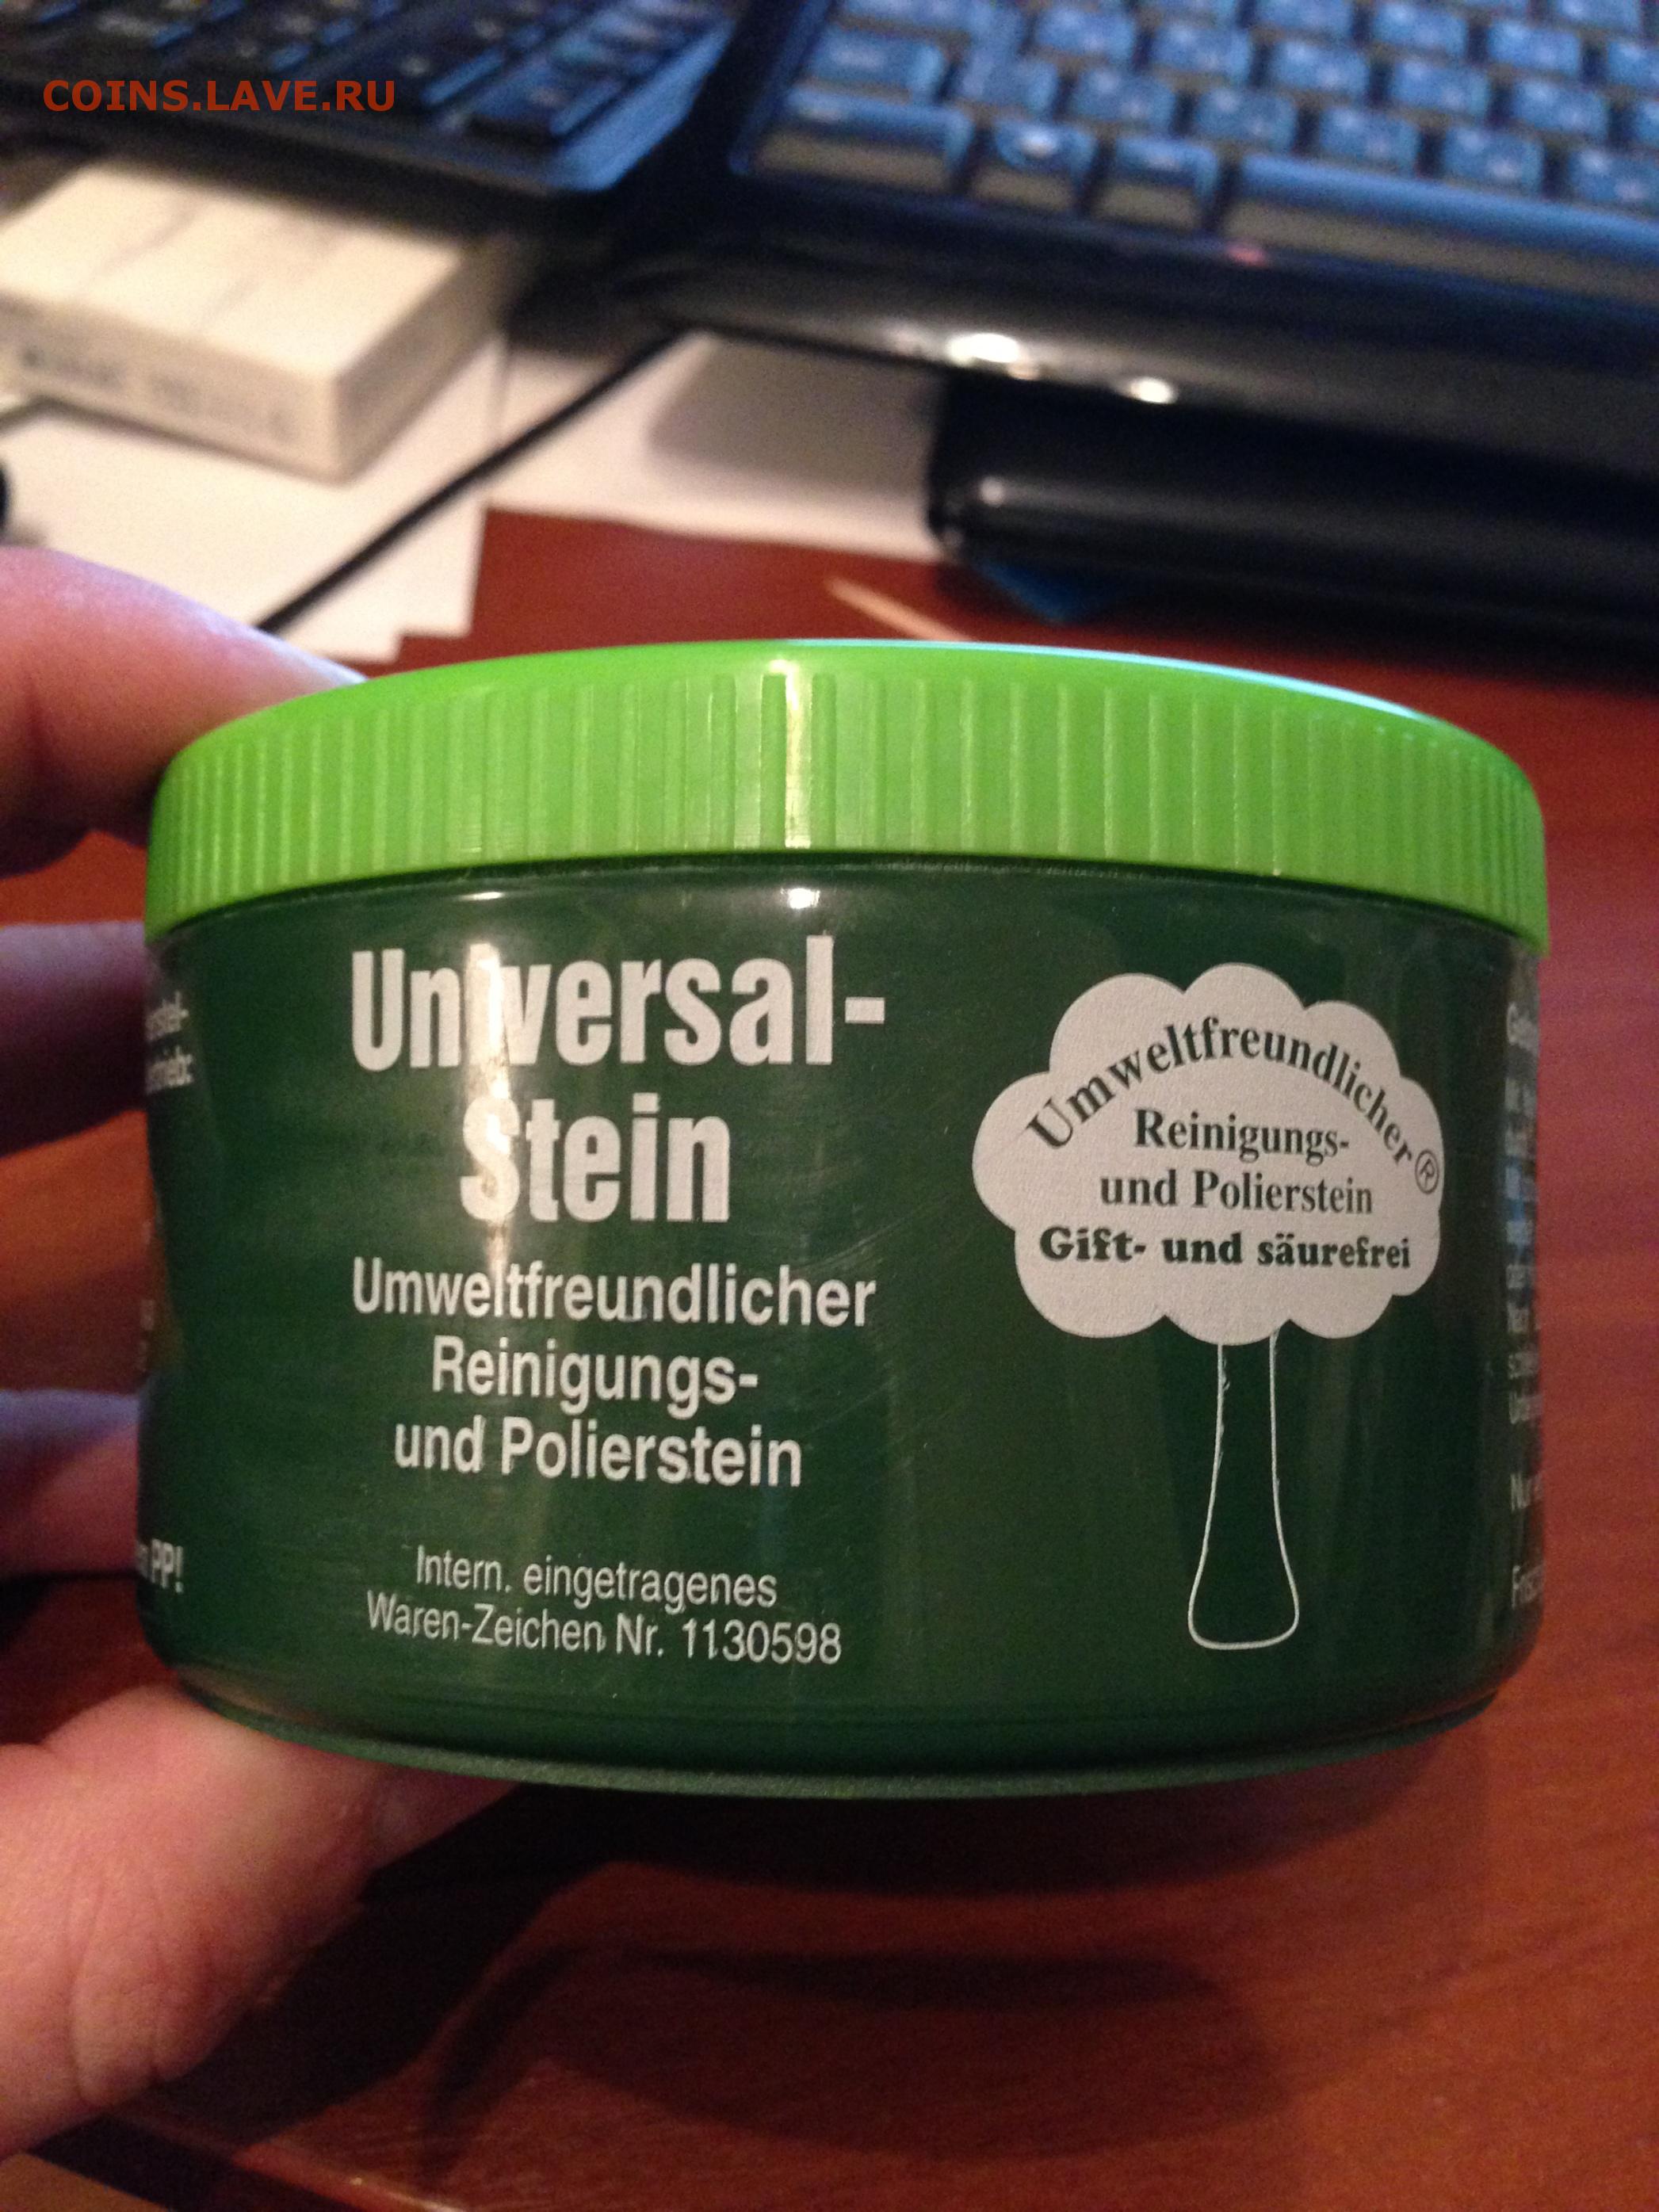 COINS.LAVE.RU
Universal-
Stein
Umweltfreundlicher
Reinigungs-
und Polierstein
Intern. eingetragenes
Waren-Zeichen Nr. 1130598
Umweltfreundlicher®
Reinigungs-
und Polierstein
Gift- und säurefrei
PP!